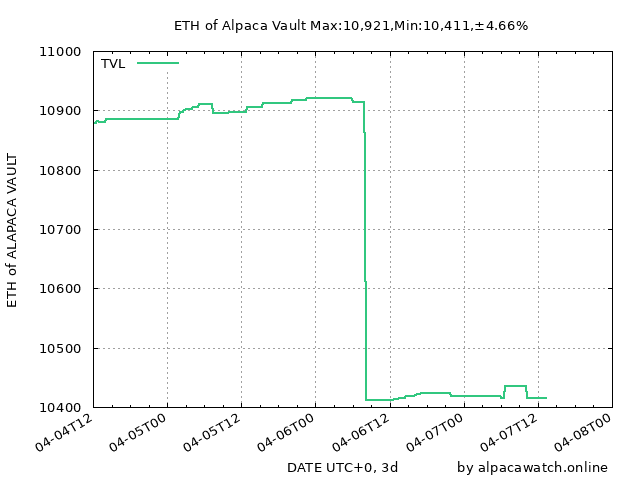 ETH of Alpaca Vault Max:10,921,Min:10,411,±4.66%
11000
TVL
10900
10800
10700
10600
10500
10400
ETH of ALAPACA VAULT
04-04T12
04-05T00
04-05T12
04-06T00
04-06T12
04-07T00
04-07T12
04-08T00
DATE UTC+0, 3d
by alpacawatch.online